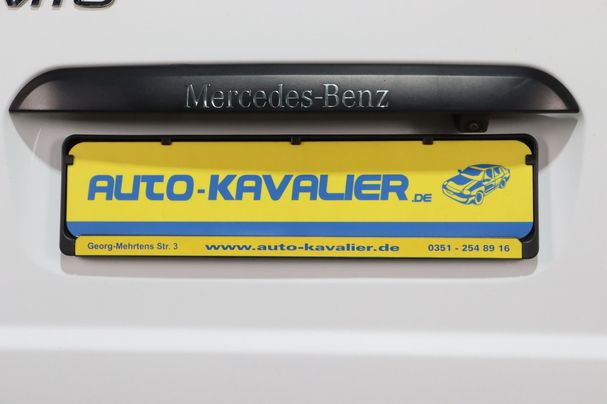 Mercedes-Benz
AUTO-KAVALIER.DE
Georg-Mehrtens Str. 3 www.auto-kavalier.de 0351 - 254 89 16